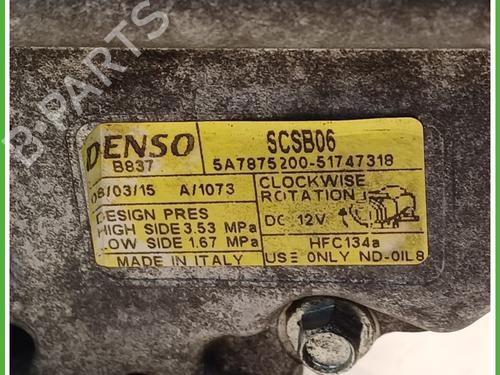 B-PARTS
DENSO
B837
SCSB06
5A7875200-51747318
08/03/15 A/1073
CLOCKWISE
ROTATION
DC 12V
DESIGN PRES
HIGH SIDE 3.53 MPa
LOW SIDE 1.67 MPa
HFC134a
MADE IN ITALY
USE ONLY ND-OIL8